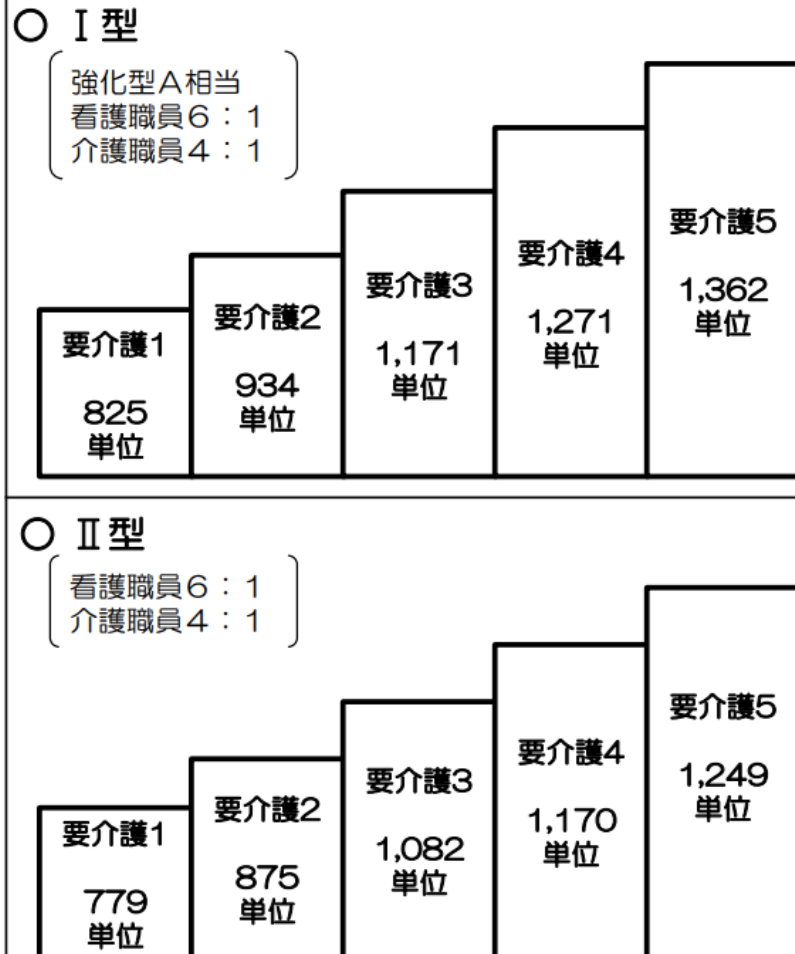 ○ Ⅰ型
強化型A相当
看護職員6：1
介護職員4：1
要介護1
825
単位
要介護2
934
単位
要介護3
1,171
単位
要介護4
1,271
単位
要介護5
1,362
単位
○ Ⅱ型
看護職員6：1
介護職員4：1
要介護1
779
単位
要介護2
875
単位
要介護3
1,082
単位
要介護4
1,170
単位
要介護5
1,249
単位